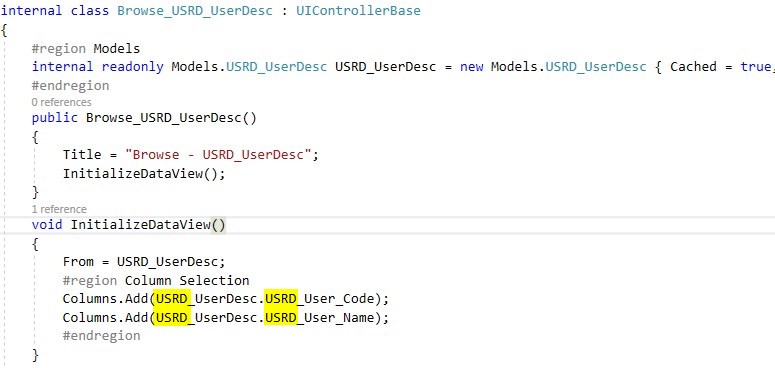 internal class Browse_USRD_UserDesc : UIControllerBase
{
#region Models
internal readonly Models.USRD_UserDesc USRD_UserDesc = new Models.USRD_UserDesc { Cached = true,
#endregion
0 references
public Browse_USRD_UserDesc()
{
Title = "Browse - USRD_UserDesc";
InitializeDataView();
}
1 reference
void InitializeDataView()
{
From = USRD_UserDesc;
#region Column Selection
Columns.Add(USRD_UserDesc.USRD_User_Code);
Columns.Add(USRD_UserDesc.USRD_User_Name);
#endregion
}